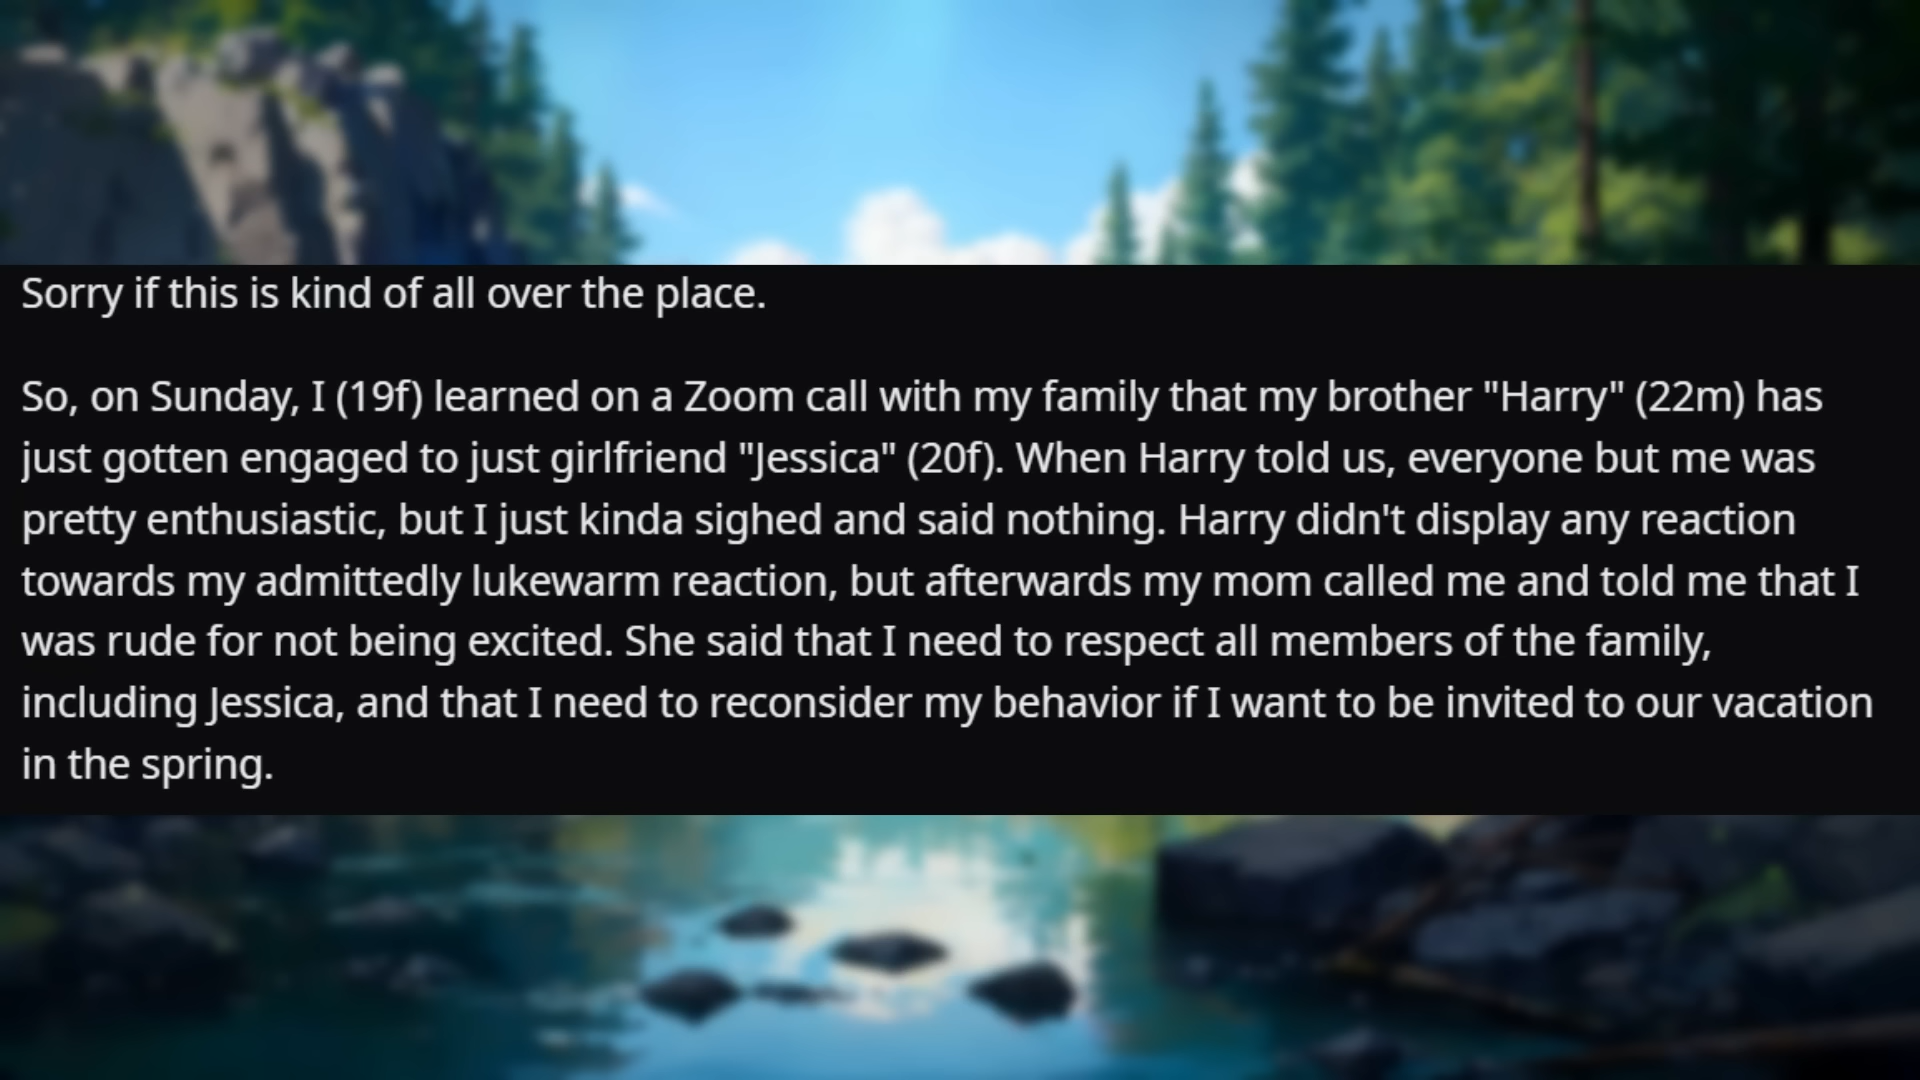 Sorry if this is kind of all over the place.
So, on Sunday, I (19f) learned on a Zoom call with my family that my brother "Harry" (22m) has
just gotten engaged to just girlfriend "Jessica" (20f). When Harry told us, everyone but me was
pretty enthusiastic, but I just kinda sighed and said nothing. Harry didn't display any reaction
towards my admittedly lukewarm reaction, but afterwards my mom called me and told me that I
was rude for not being excited. She said that I need to respect all members of the family,
including Jessica, and that I need to reconsider my behavior if I want to be invited to our vacation
in the spring.